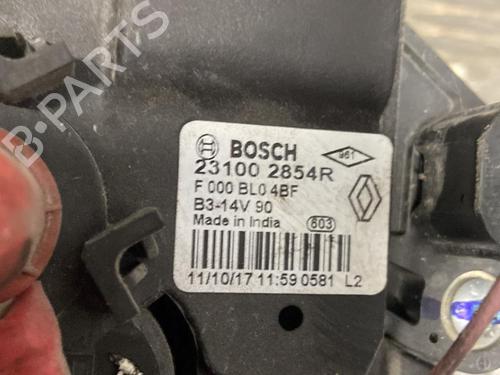 B-PARTS
BOSCH
961
23100 2854R
F 000 BL0 4BF
B3-14V 90
Made in India
603
11/10/17 11:59 0581 L2